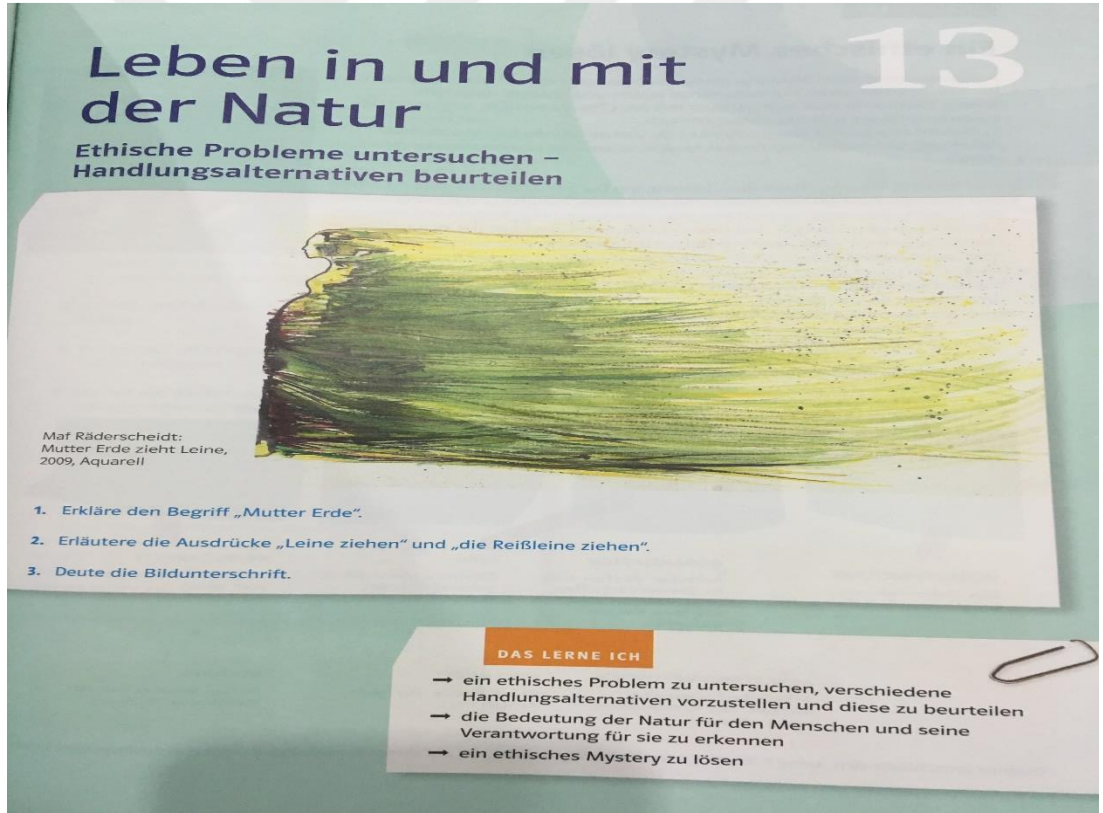 13
Leben in und mit
der Natur
Ethische Probleme untersuchen –
Handlungsalternativen beurteilen
Maf Räderscheidt:
Mutter Erde zieht Leine,
2009, Aquarell
1. Erkläre den Begriff „Mutter Erde“.
2. Erläutere die Ausdrücke „Leine ziehen“ und „die Reißleine ziehen“.
3. Deute die Bildunterschrift.
DAS LERNE ICH
→ ein ethisches Problem zu untersuchen, verschiedene
Handlungsalternativen vorzustellen und diese zu beurteilen
→ die Bedeutung der Natur für den Menschen und seine
Verantwortung für sie zu erkennen
→ ein ethisches Mystery zu lösen